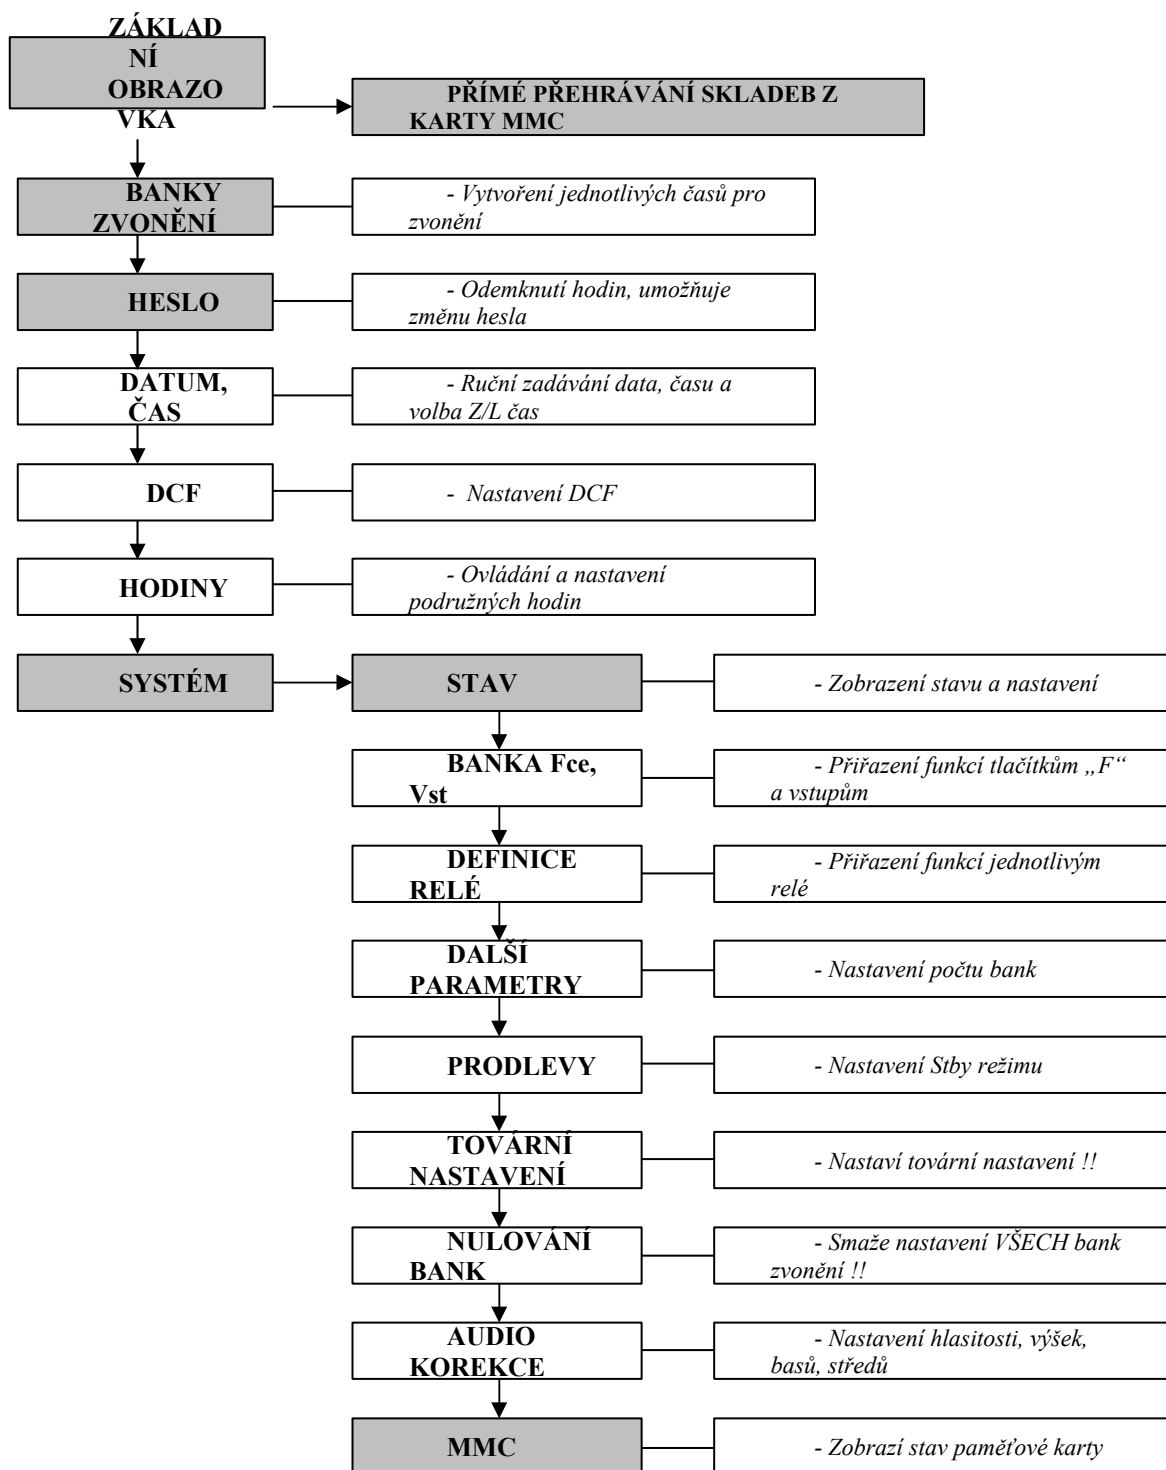 ZÁKLAD
NÍ
OBRAZO
VKA
PŘÍMÉ PŘEHRÁVÁNÍ SKLADEB Z
KARTY MMC
BANKY
ZVONĚNÍ
- Vytvoření jednotlivých časů pro
zvonění
HESLO
- Odemknutí hodin, umožňuje
změnu hesla
DATUM,
ČAS
- Ruční zadávání data, času a
volba Z/L čas
DCF
- Nastavení DCF
HODINY
- Ovládání a nastavení
podružných hodin
SYSTÉM
STAV
- Zobrazení stavu a nastavení
BANKA Fce,
Vst
- Přiřazení funkcí tlačítkům „F“
a vstupům
DEFINICE
RELÉ
- Přiřazení funkcí jednotlivým
relé
DALŠÍ
PARAMETRY
- Nastavení počtu bank
PRODLEVY
- Nastavení Stby režimu
TOVÁRNÍ
NASTAVENÍ
- Nastaví tovární nastavení !!
NULOVÁNÍ
BANK
- Smaže nastavení VŠECH bank
zvonění !!
AUDIO
KOREKCE
- Nastavení hlasitosti, výšek,
basů, středů
MMC
- Zobrazí stav paměťové karty